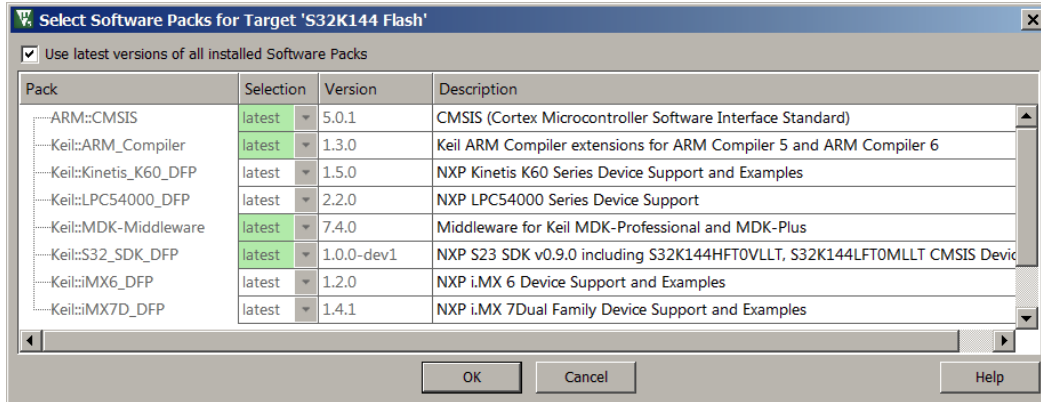 Select Software Packs for Target 'S32K144 Flash'
Use latest versions of all installed Software Packs
Pack Selection Version Description
ARM::CMSIS latest 5.0.1 CMSIS (Cortex Microcontroller Software Interface Standard)
Keil::ARM_Compiler latest 1.3.0 Keil ARM Compiler extensions for ARM Compiler 5 and ARM Compiler 6
Keil::Kinetis_K60_DFP latest 1.5.0 NXP Kinetis K60 Series Device Support and Examples
Keil::LPC54000_DFP latest 2.2.0 NXP LPC54000 Series Device Support
Keil::MDK-Middleware latest 7.4.0 Middleware for Keil MDK-Professional and MDK-Plus
Keil::S32_SDK_DFP latest 1.0.0-dev1 NXP S23 SDK v0.9.0 including S32K144HFT0VLLT, S32K144LFT0MLLT CMSIS Devic
Keil::iMX6_DFP latest 1.2.0 NXP i.MX 6 Device Support and Examples
Keil::iMX7D_DFP latest 1.4.1 NXP i.MX 7Dual Family Device Support and Examples
OK Cancel Help